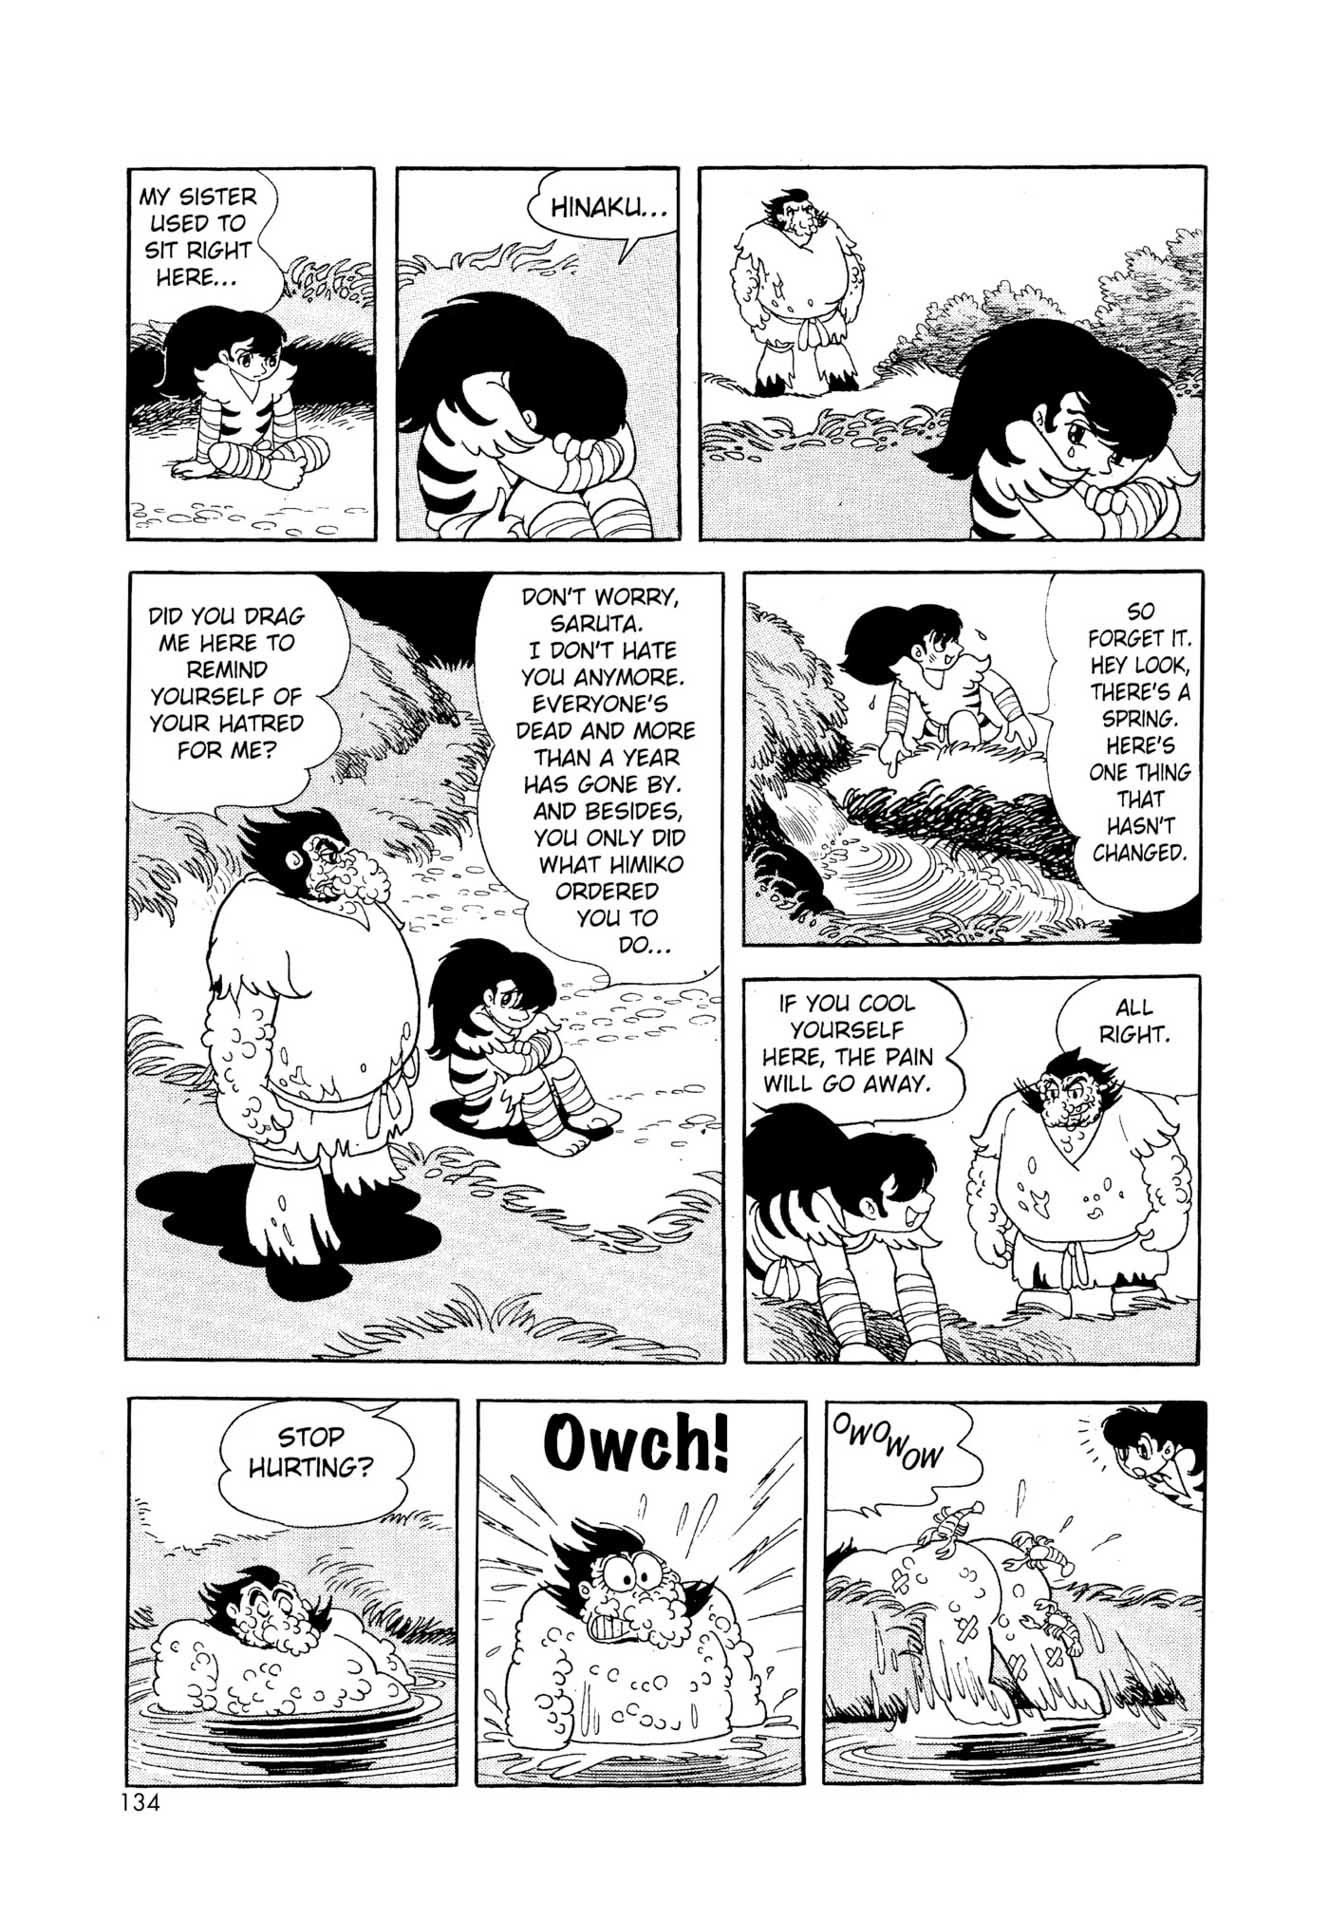 MY SISTER
USED TO
SIT RIGHT
HERE...
HINAKU...
DID YOU DRAG
ME HERE TO
REMIND
YOURSELF OF
YOUR HATRED
FOR ME?
DON'T WORRY,
SARUTA.
I DON'T HATE
YOU ANYMORE.
EVERYONE'S
DEAD AND MORE
THAN A YEAR
HAS GONE BY.
AND BESIDES,
YOU ONLY DID
WHAT HIMIKO
ORDERED
YOU TO
DO...
SO
FORGET IT.
HEY LOOK,
THERE'S A
SPRING.
HERE'S
ONE THING
THAT
HASN'T
CHANGED.
IF YOU COOL
YOURSELF
HERE, THE PAIN
WILL GO AWAY.
ALL
RIGHT.
STOP
HURTING?
Owch!
OWOWOWOW
134